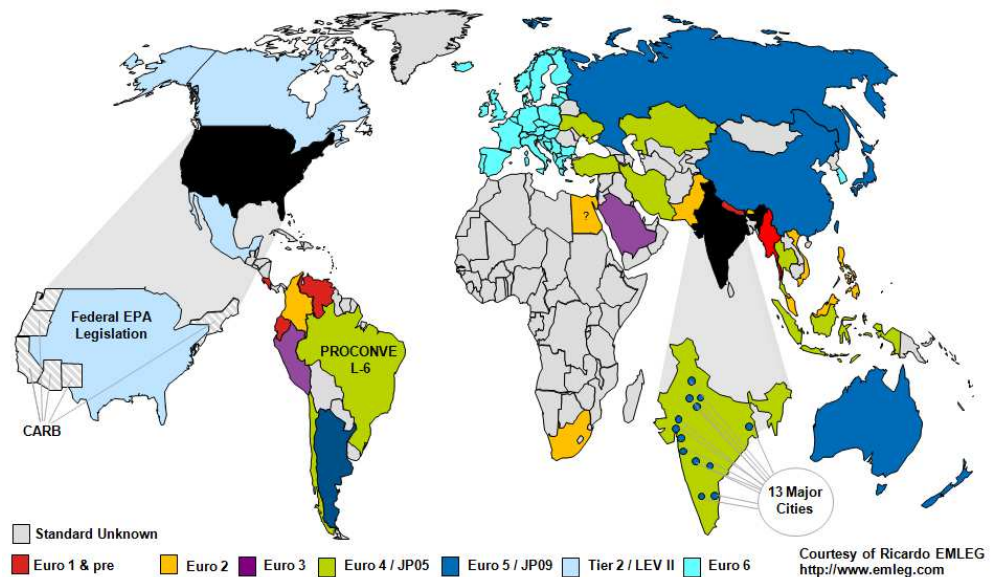 ?
Federal EPA
Legislation
CARB
PROCONVE
L-6
13 Major
Cities
Standard Unknown
Euro 1 & pre
Euro 2
Euro 3
Euro 4 / JP05
Euro 5 / JP09
Tier 2 / LEV II
Euro 6
Courtesy of Ricardo EMLEG
http://www.emleg.com